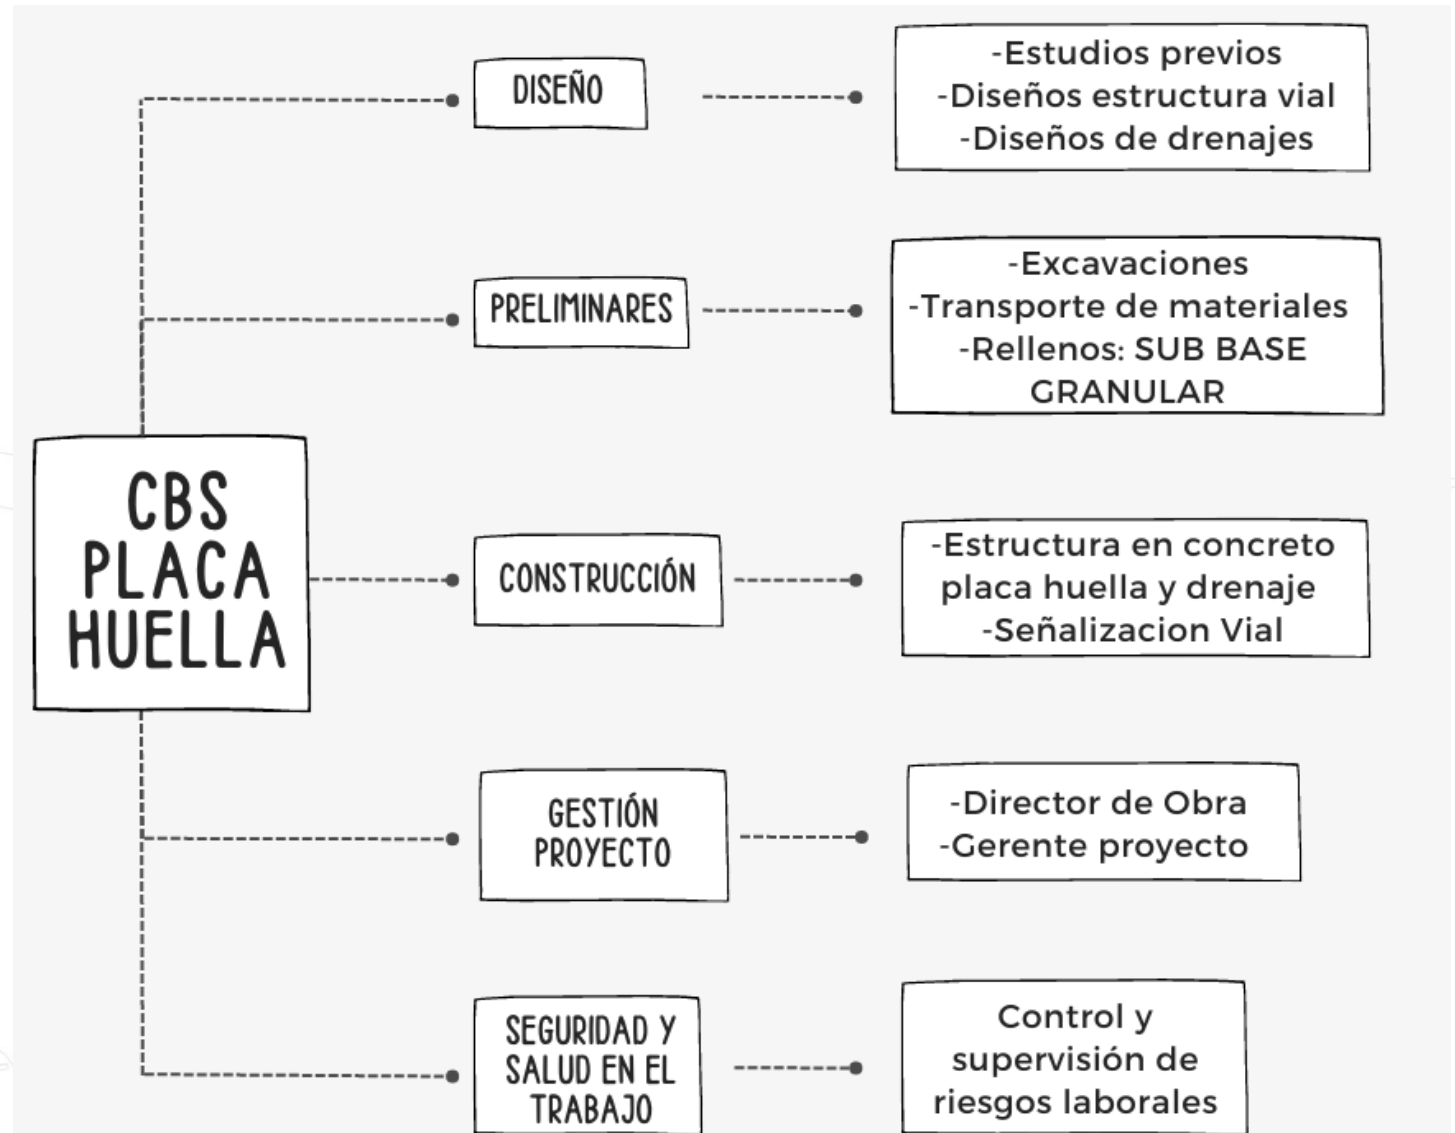 DISEÑO
-Estudios previos
-Diseños estructura vial
-Diseños de drenajes
PRELIMINARES
-Excavaciones
-Transporte de materiales
-Rellenos: SUB BASE
GRANULAR
CBS
PLACA
HUELLA
CONSTRUCCIÓN
-Estructura en concreto
placa huella y drenaje
-Señalizacion Vial
GESTIÓN
PROYECTO
-Director de Obra
-Gerente proyecto
SEGURIDAD Y
SALUD EN EL
TRABAJO
Control y
supervisión de
riesgos laborales